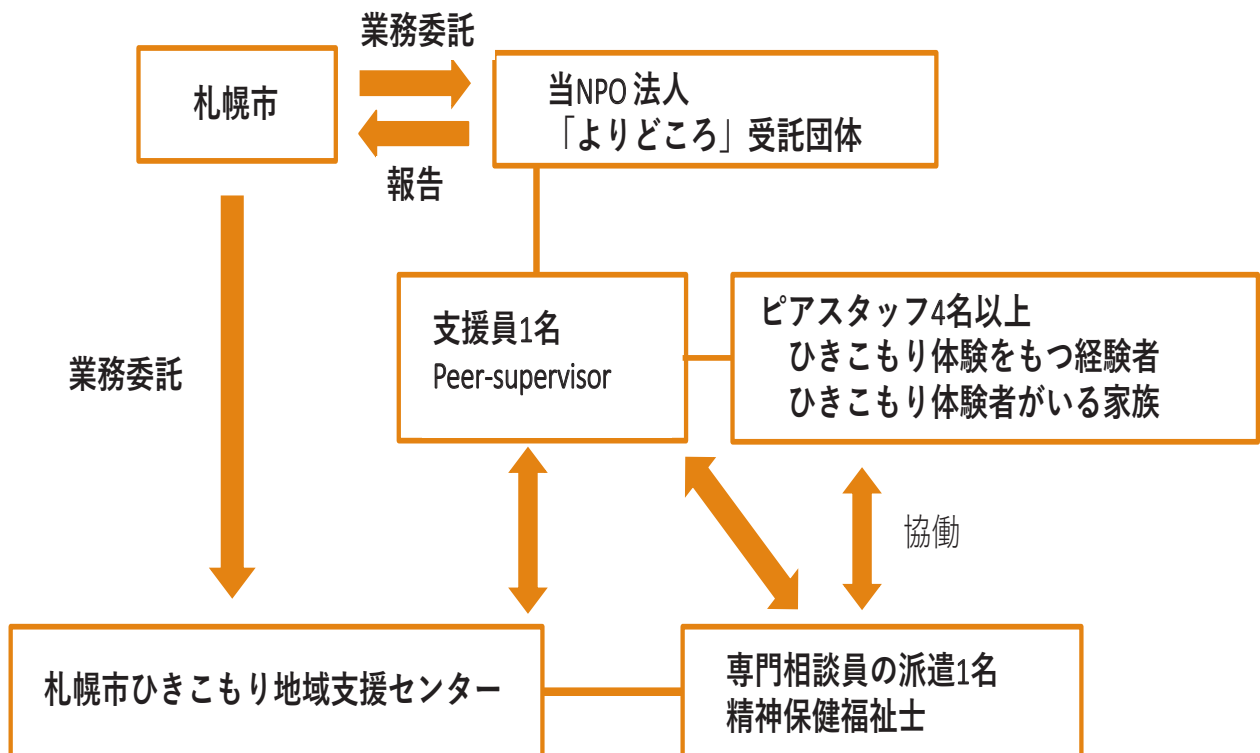 業務委託
札幌市
当NPO 法人
「よりどころ」受託団体
報告
支援員1名
Peer-supervisor
ピアスタッフ4名以上
ひきこもり体験をもつ経験者
ひきこもり体験者がいる家族
業務委託
協働
札幌市ひきこもり地域支援センター
専門相談員の派遣1名
精神保健福祉士